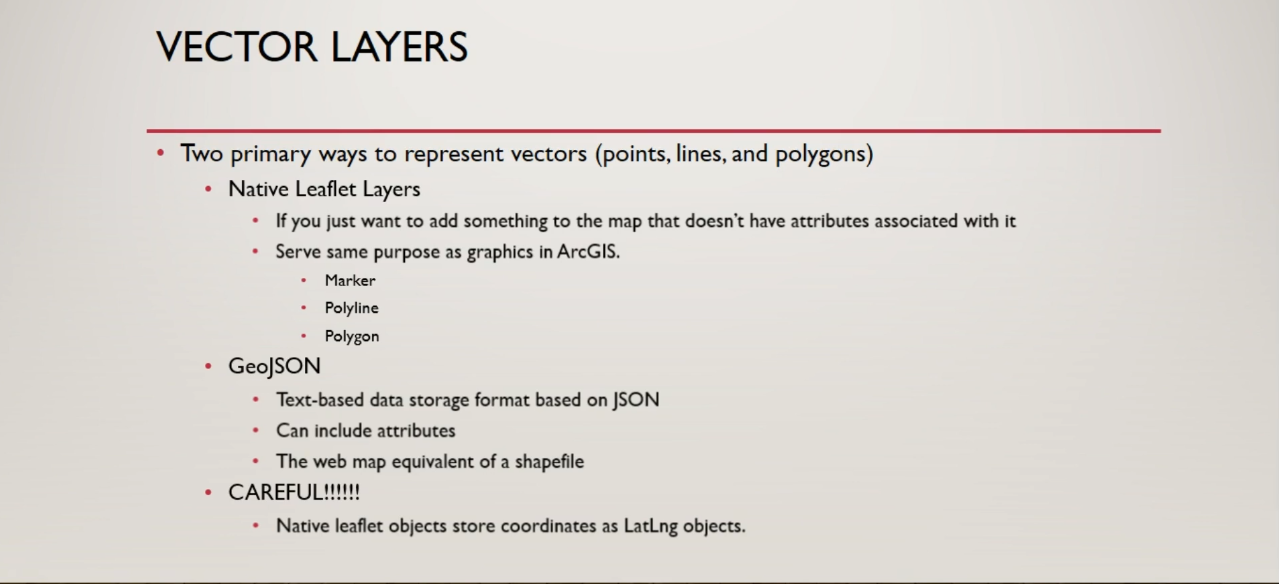 VECTOR LAYERS
• Two primary ways to represent vectors (points, lines, and polygons)
• Native Leaflet Layers
• If you just want to add something to the map that doesn't have attributes associated with it
• Serve same purpose as graphics in ArcGIS.
• Marker
• Polyline
• Polygon
• GeoJSON
• Text-based data storage format based on JSON
• Can include attributes
• The web map equivalent of a shapefile
• CAREFUL!!!!!!
• Native leaflet objects store coordinates as LatLng objects.